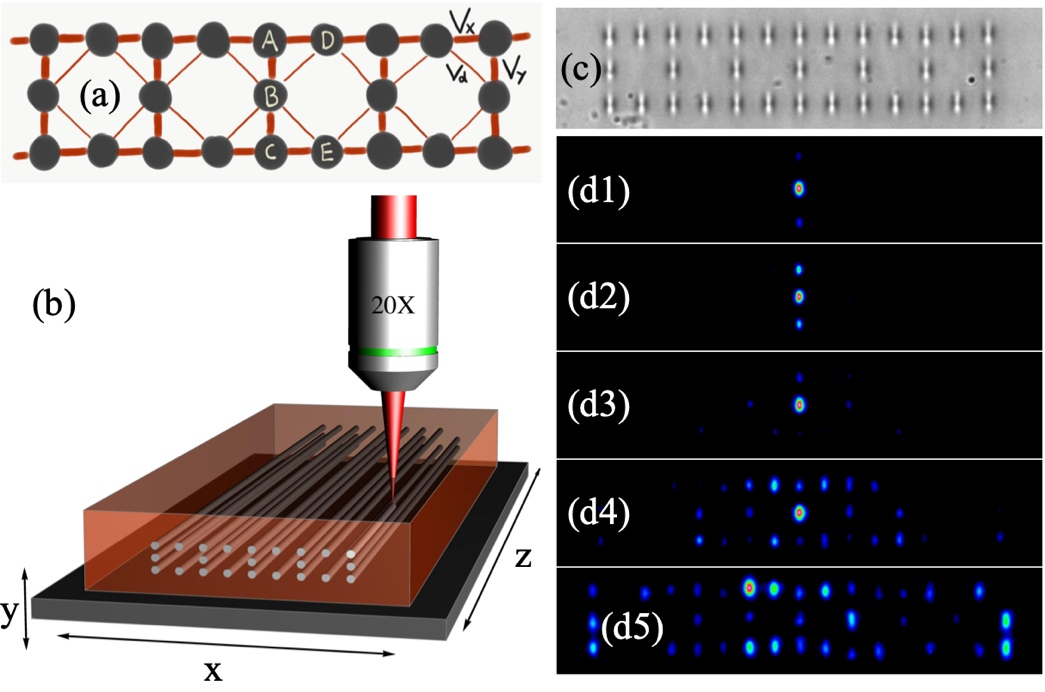 A D Vx
(a) B Vd Vy
C E
(b)
20X
y
x
z
(c)
(d1)
(d2)
(d3)
(d4)
(d5)